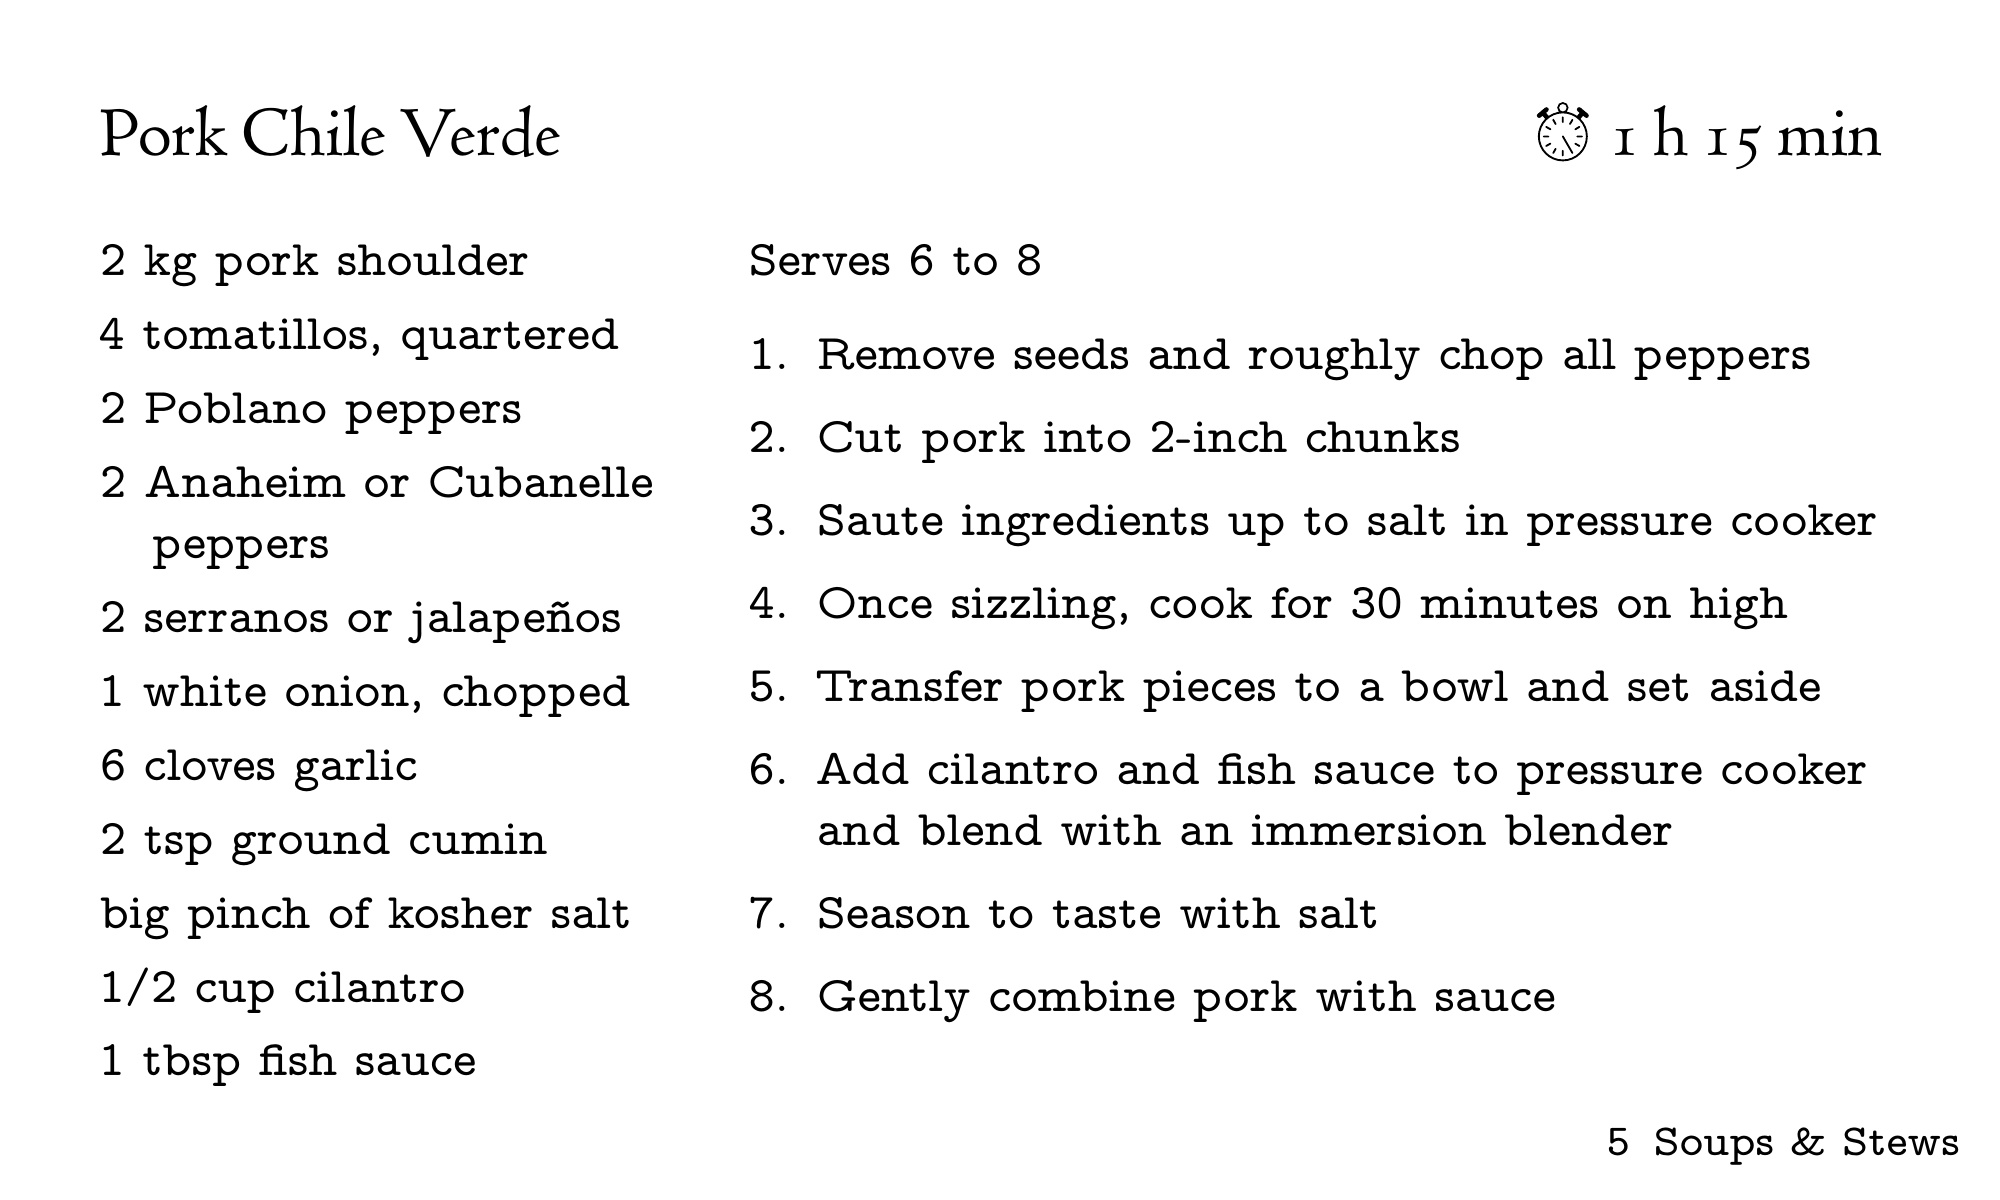 Pork Chile Verde
1 h 15 min
2 kg pork shoulder
4 tomatillos, quartered
2 Poblano peppers
2 Anaheim or Cubanelle
peppers
2 serranos or jalapeños
1 white onion, chopped
6 cloves garlic
2 tsp ground cumin
big pinch of kosher salt
1/2 cup cilantro
1 tbsp fish sauce
Serves 6 to 8
1. Remove seeds and roughly chop all peppers
2. Cut pork into 2-inch chunks
3. Saute ingredients up to salt in pressure cooker
4. Once sizzling, cook for 30 minutes on high
5. Transfer pork pieces to a bowl and set aside
6. Add cilantro and fish sauce to pressure cooker
and blend with an immersion blender
7. Season to taste with salt
8. Gently combine pork with sauce
5 Soups & Stews